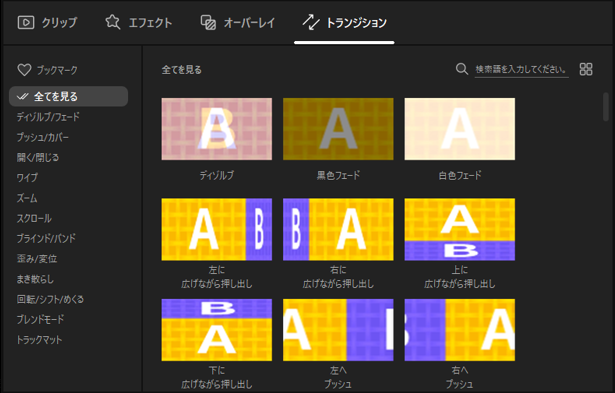 クリップ エフェクト オーバーレイ トランジション
ブックマーク
全てを見る
ディゾルブ/フェード
プッシュ/カバー
開く/閉じる
ワイプ
ズーム
スクロール
ブラインド/バンド
歪み/変位
まき散らし
回転/シフト/めくる
ブレンドモード
トラックマット
全てを見る 検索語を入力してください。
B A A A
ディゾルブ 黒色フェード 白色フェード
A B B A A B
左に 右に 上に
広げながら押し出し 広げながら押し出し 広げながら押し出し
B A A B B A
下に 左へ 右へ
広げながら押し出し プッシュ プッシュ